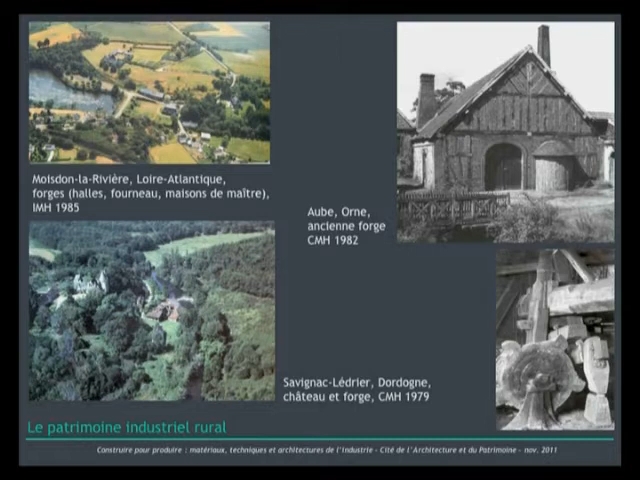 Moisdon-la-Rivière, Loire-Atlantique,
forges (halles, fourneau, maisons de maître),
IMH 1985
Aube, Orne,
ancienne forge
CMH 1982
Savignac-Lédrier, Dordogne,
château et forge, CMH 1979
Le patrimoine industriel rural
Construire pour produire : matériaux, techniques et architectures de l'industrie - Cité de l'Architecture et du Patrimoine - nov. 2011